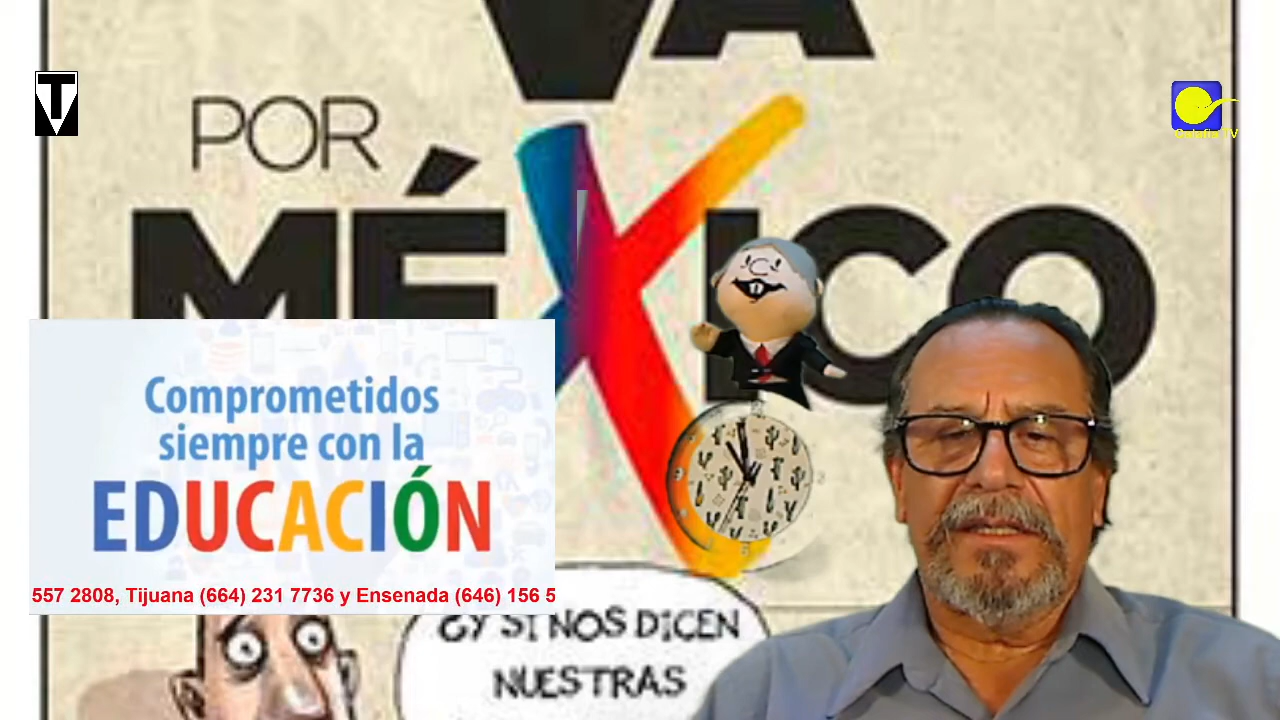 VA
POR
MÉXICO
T
Comprometidos
siempre con la
EDUCACIÓN
557 2808, Tijuana (664) 231 7736 y Ensenada (646) 156 5
¿Y SI NOS DICEN
NUESTRAS